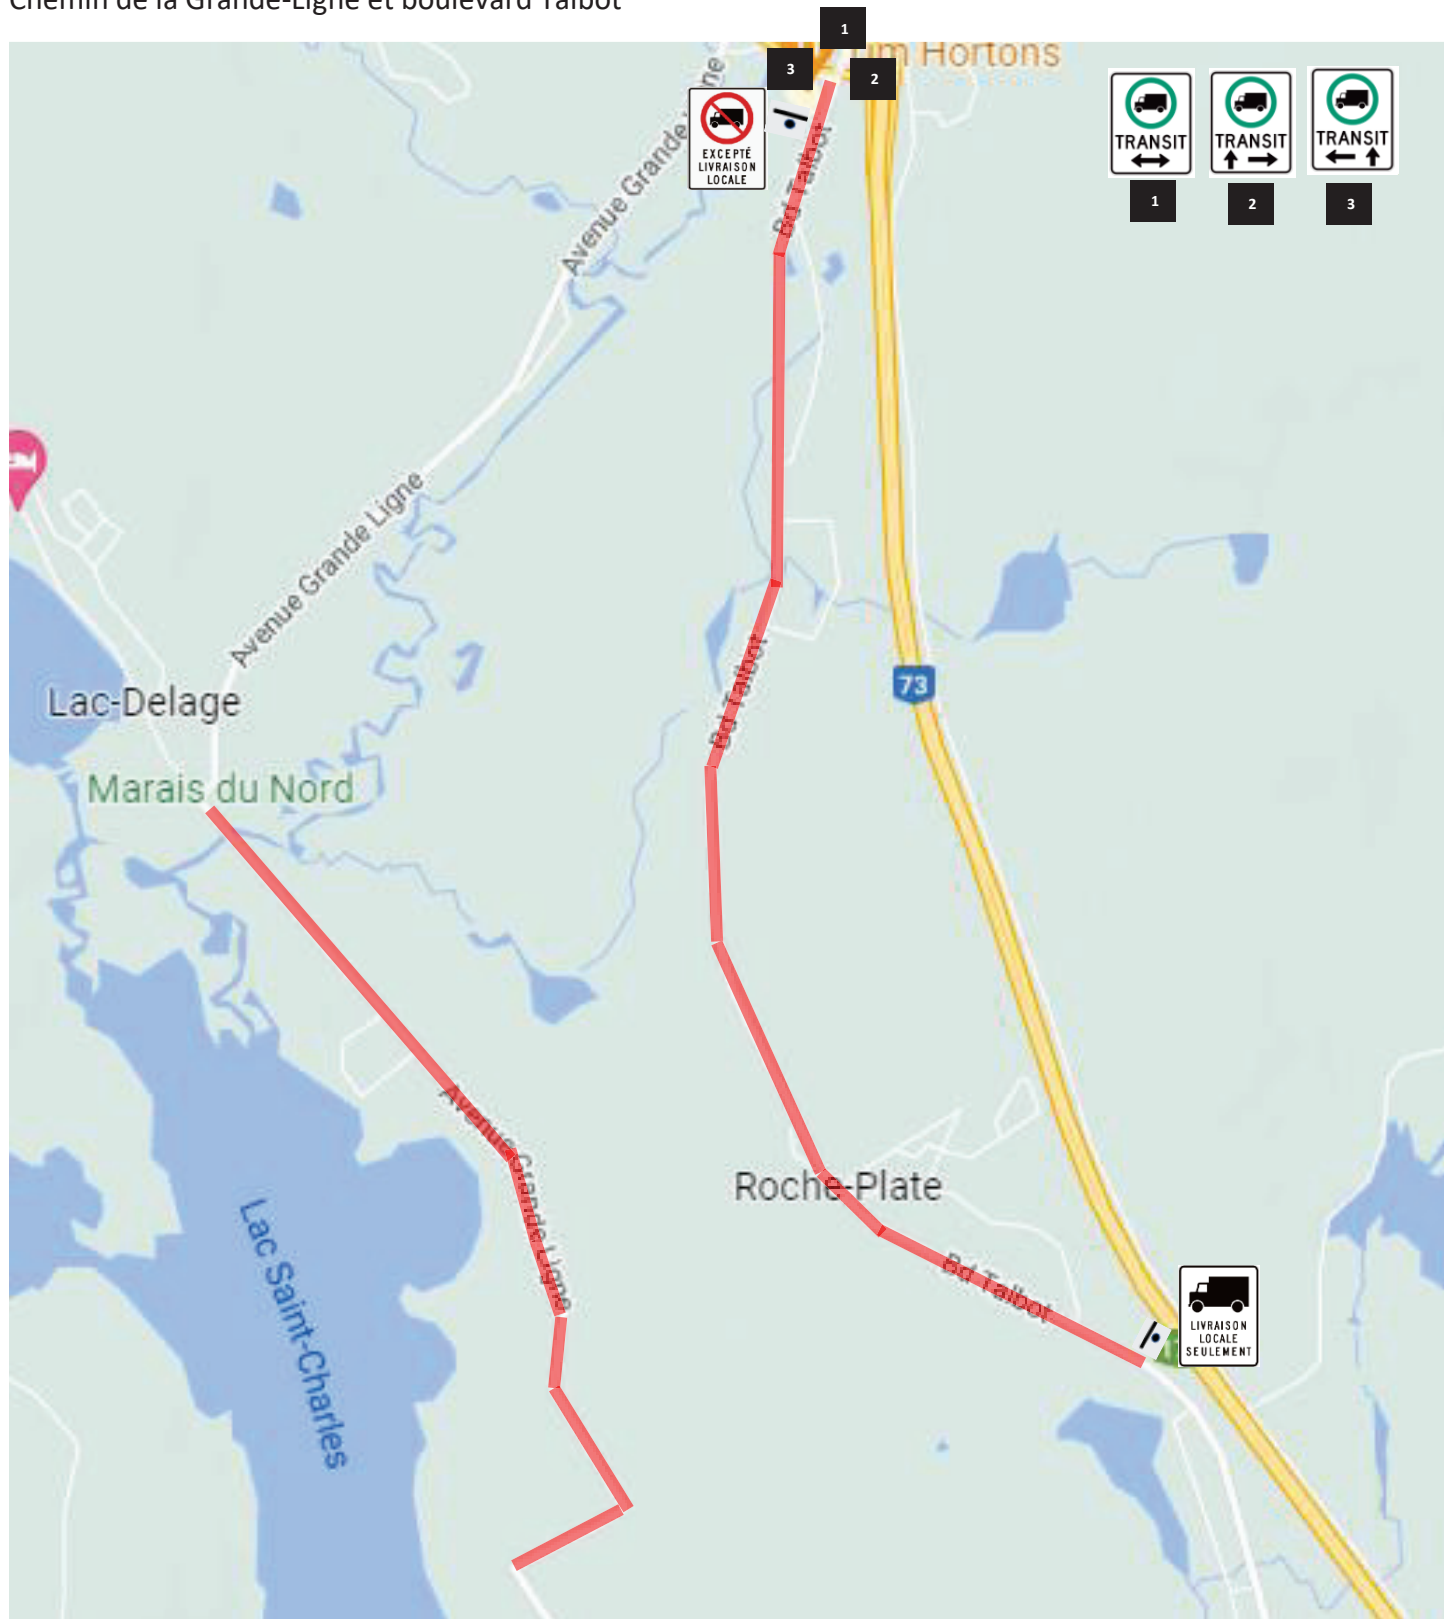 Chemin de la Grande-Ligne et boulevard Talbot
1
3
2
Tim Hortons
EXCEPTÉ
LIVRAISON
LOCALE
TRANSIT
TRANSIT
TRANSIT
1
2
3
Avenue Grande Ligne
Bd Talbot
Avenue Grande Ligne
Bd Talbot
73
Lac-Delage
Marais du Nord
Avenue Grande Ligne
Roche-Plate
Lac Saint-Charles
Bd Talbot
LIVRAISON
LOCALE
SEULEMENT